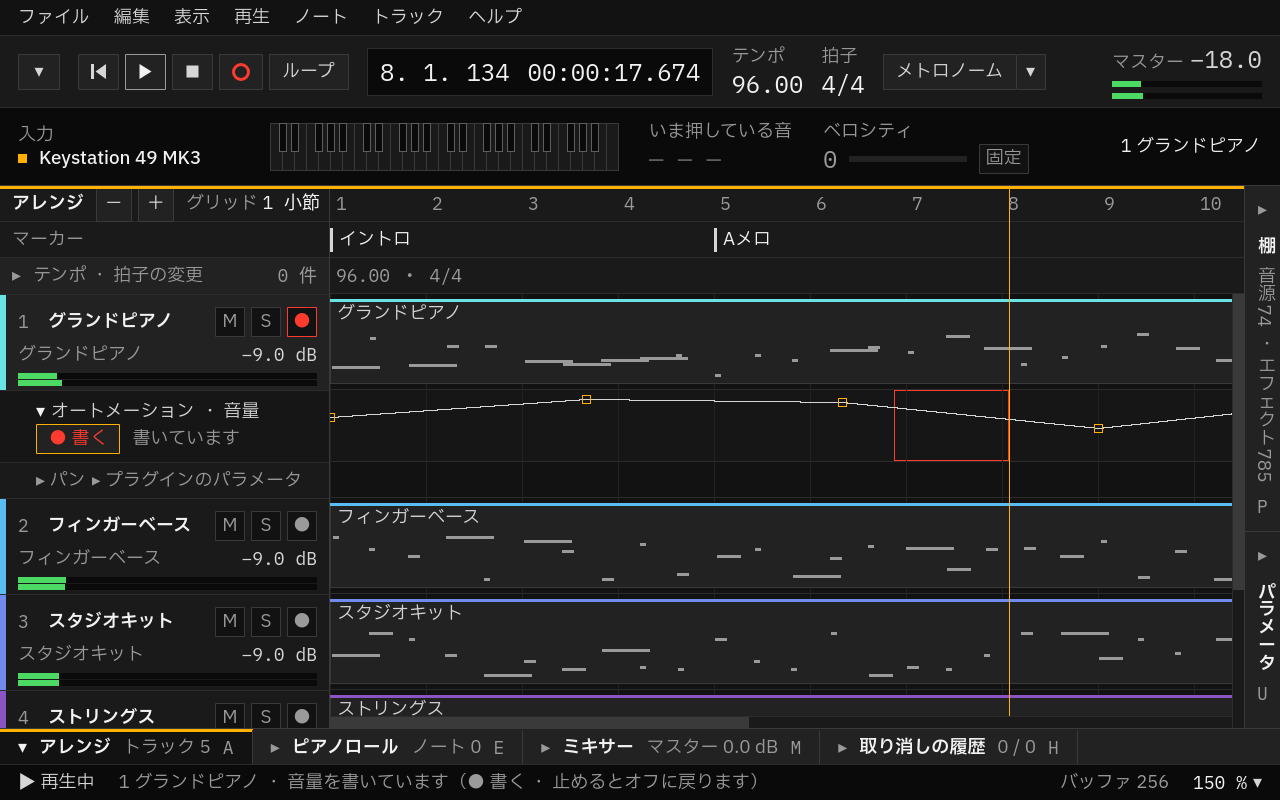 ファイル 編集 表示 再生 ノート トラック ヘルプ
▼ ループ 8. 1. 134 00:00:17.674 テンポ 96.00 拍子 4/4 メトロノーム ▼ マスター −18.0
入力 Keystation 49 MK3 いま押している音 — — — ベロシティ 0 固定 1 グランドピアノ
アレンジ − + グリッド 1 小節 1 2 3 4 5 6 7 8 9 10
マーカー イントロ Aメロ
▶ テンポ · 拍子の変更 0 件 96.00 · 4/4
1 グランドピアノ M S ● グランドピアノ
グランドピアノ −9.0 dB
▼ オートメーション · 音量
● 書く 書いています
▶ パン ▶ プラグインのパラメータ
2 フィンガーベース M S ● フィンガーベース
フィンガーベース −9.0 dB
3 スタジオキット M S ● スタジオキット
スタジオキット −9.0 dB
4 ストリングス M S ● ストリングス
▶ 棚 音源 74 · エフェクト 785 P
▶ パラメータ U
▼ アレンジ トラック 5 A ▶ ピアノロール ノート 0 E ▶ ミキサー マスター 0.0 dB M ▶ 取り消しの履歴 0 / 0 H
▶ 再生中 1 グランドピアノ · 音量を書いています（● 書く · 止めるとオフに戻ります） バッファ 256 150 % ▼